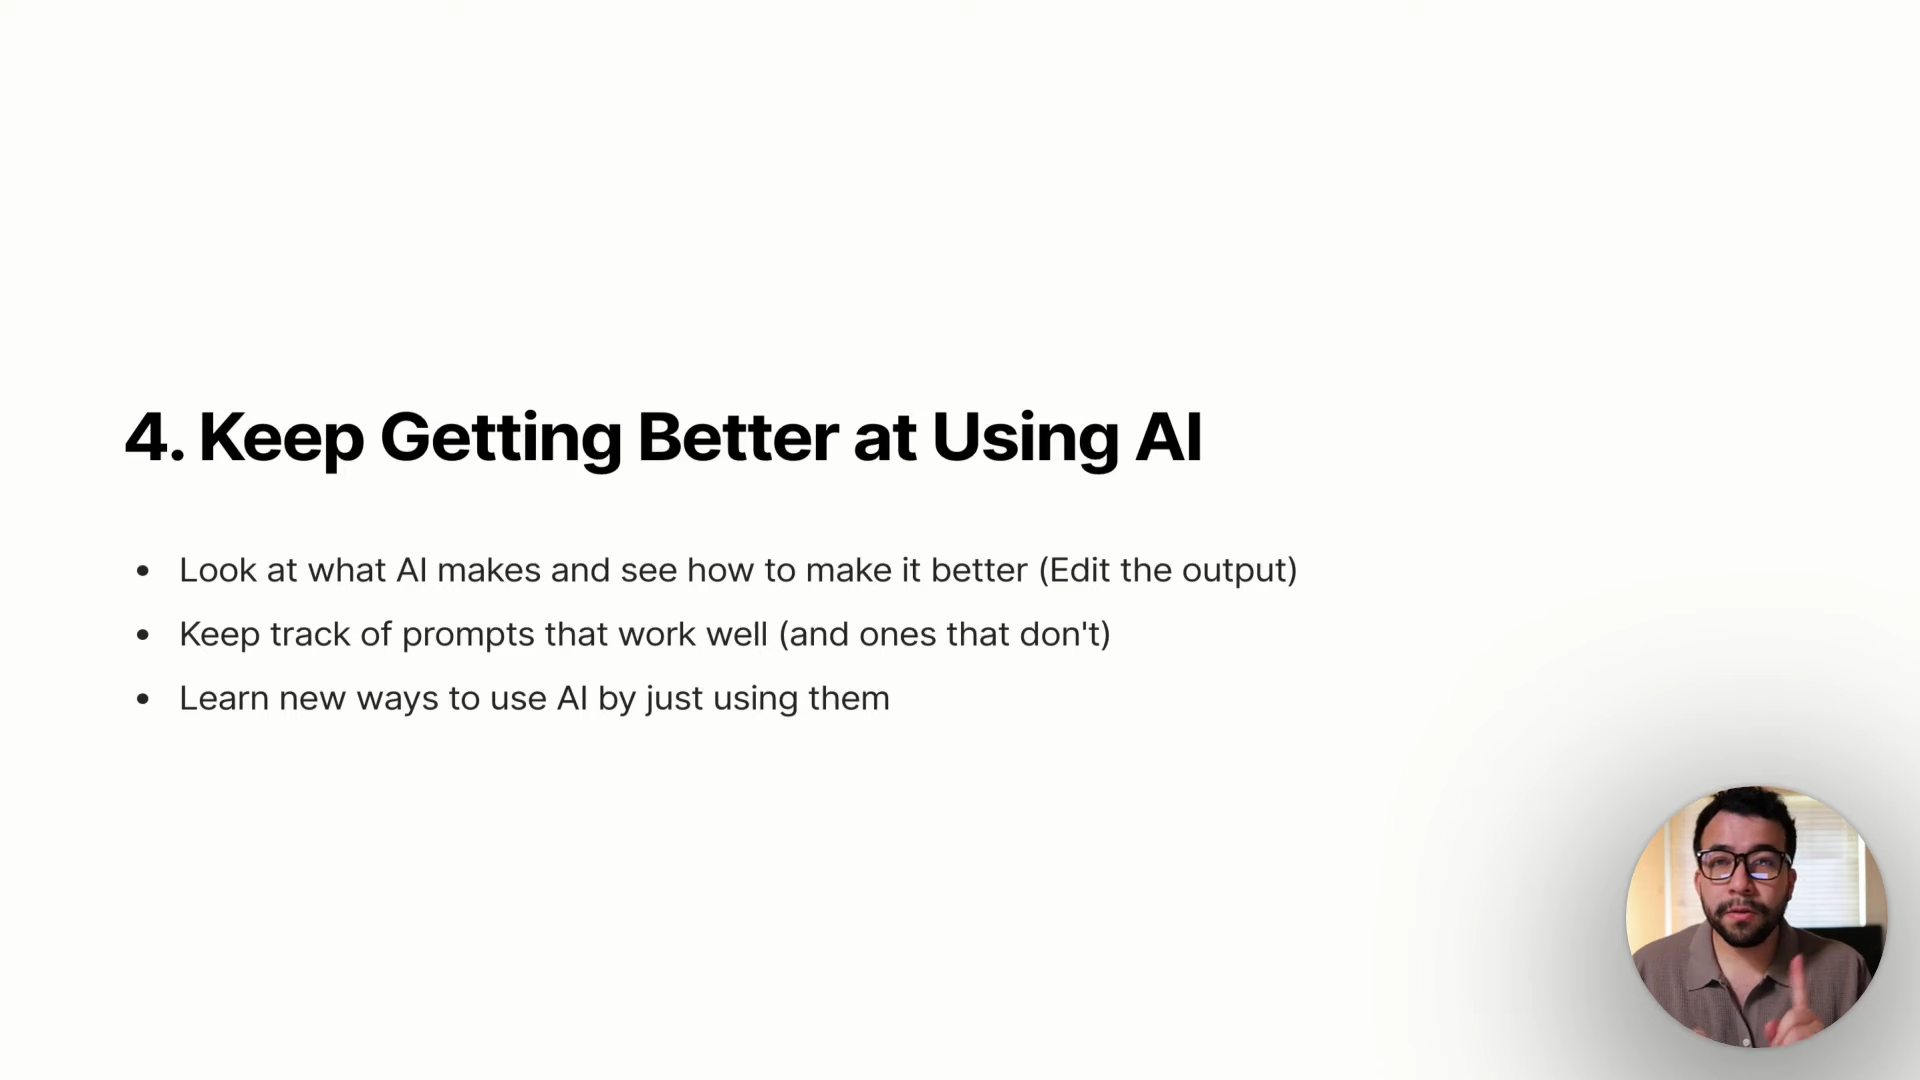 4. Keep Getting Better at Using AI
• Look at what AI makes and see how to make it better (Edit the output)
• Keep track of prompts that work well (and ones that don't)
• Learn new ways to use AI by just using them